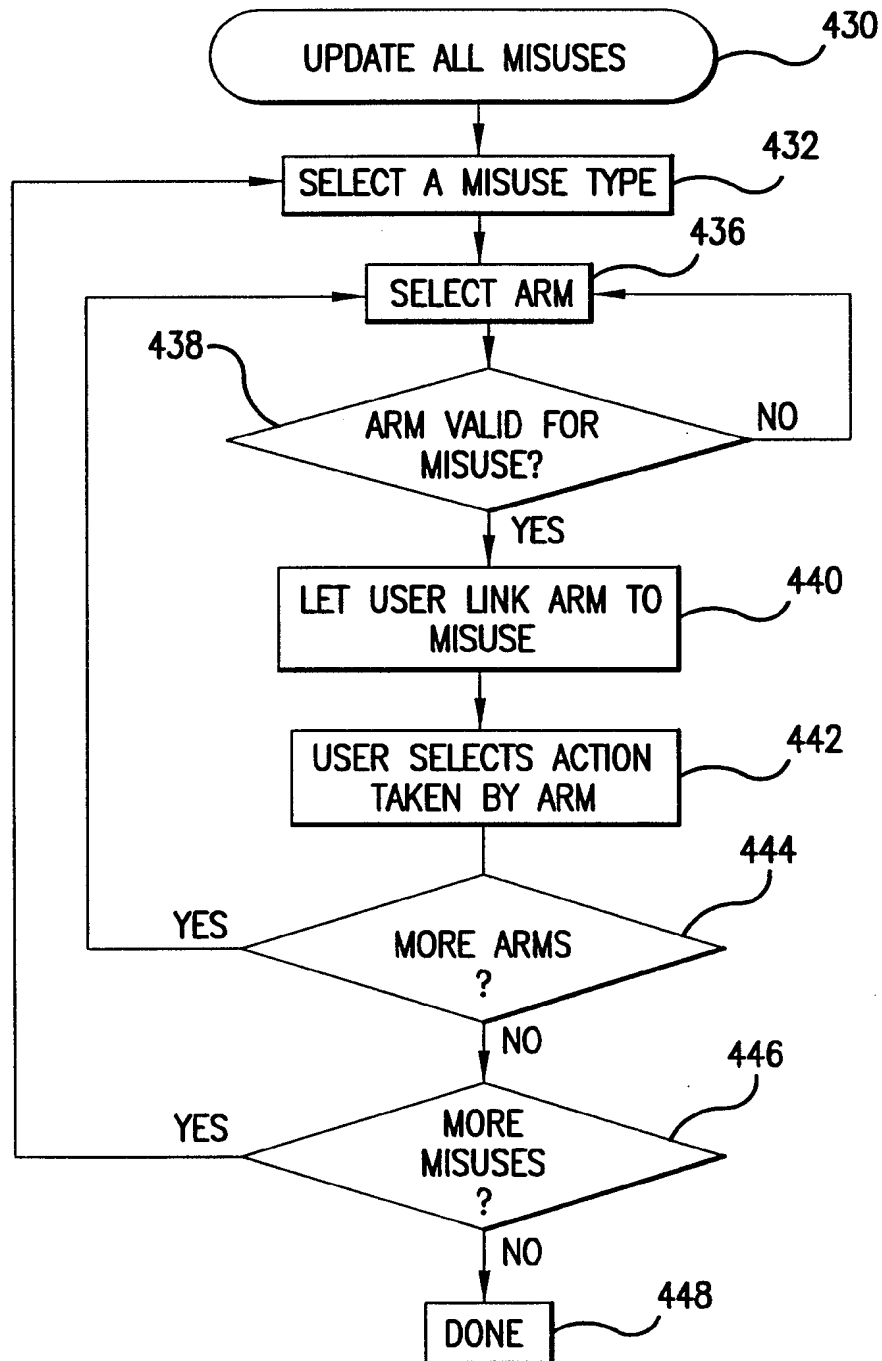 430
UPDATE ALL MISUSES
432
SELECT A MISUSE TYPE
436
SELECT ARM
438
ARM VALID FOR
MISUSE?
NO
YES
440
LET USER LINK ARM TO
MISUSE
442
USER SELECTS ACTION
TAKEN BY ARM
444
YES
MORE ARMS
?
NO
446
YES
MORE
MISUSES
?
NO
448
DONE